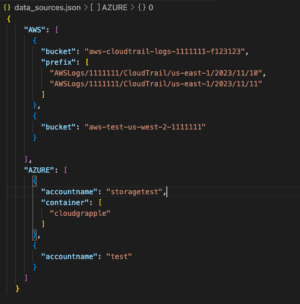 data_sources.json > [ ] AZURE > {} 0
{
"AWS": [
{
"bucket": "aws-cloudtrail-logs-1111111-f123123",
"prefix": [
"AWSLogs/1111111/CloudTrail/us-east-1/2023/11/10",
"AWSLogs/1111111/CloudTrail/us-east-1/2023/11/11"
]
},
{
"bucket": "aws-test-us-west-2-1111111"
}
],
"AZURE": [
{
"accountname": "storagetest",
"container": [
"cloudgrapple"
]
},
{
"accountname": "test"
}
]
}